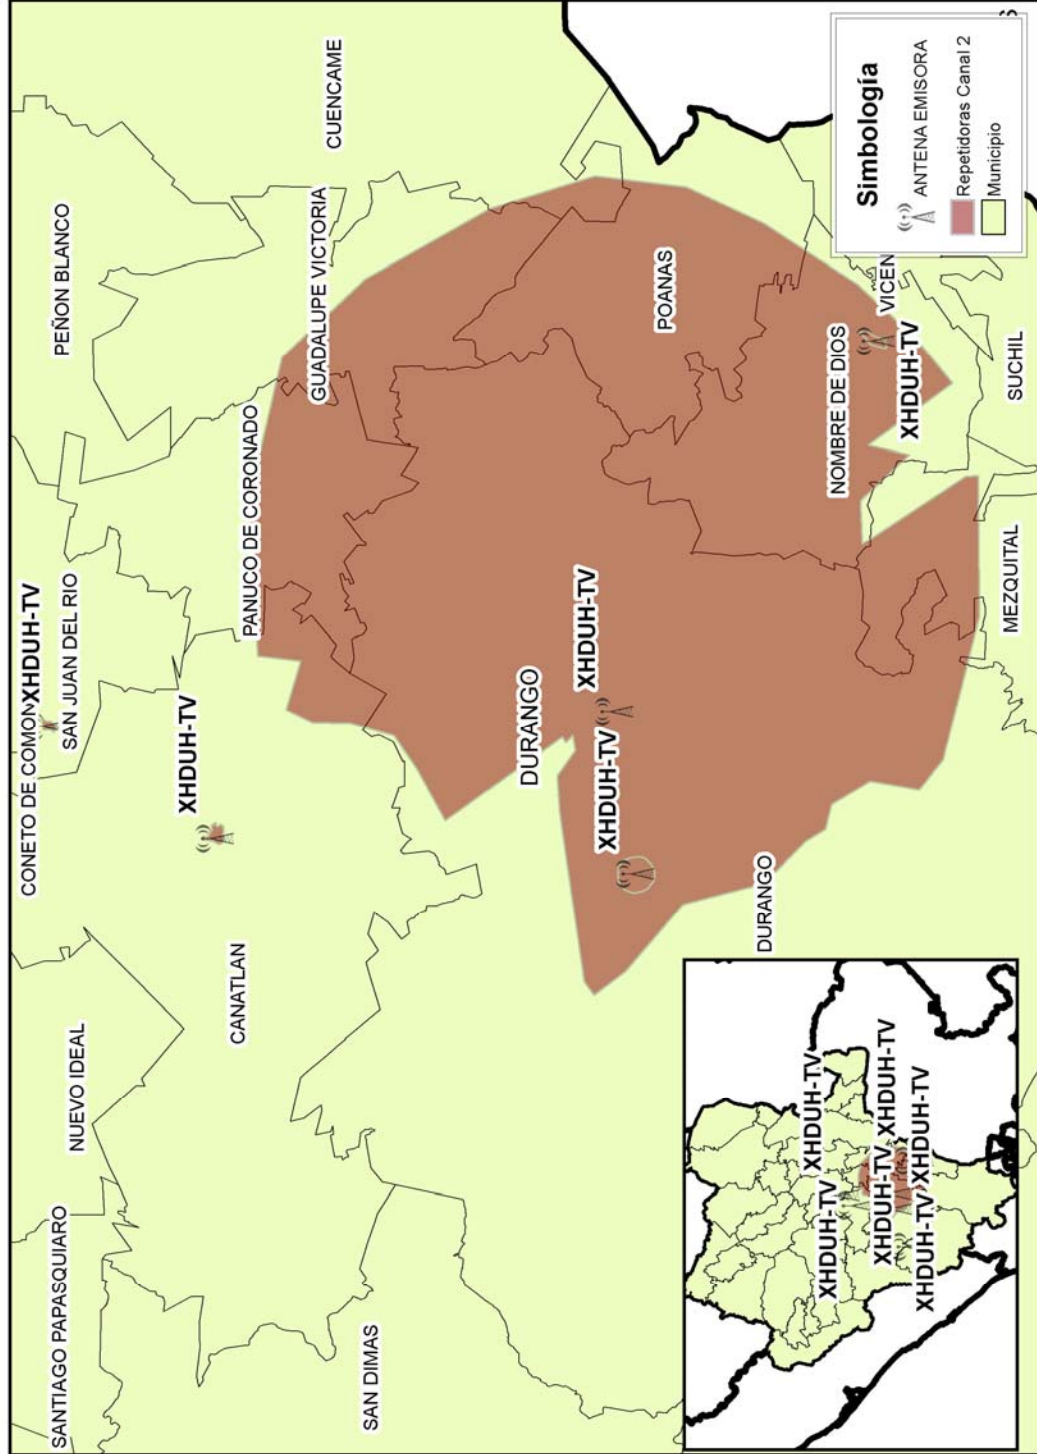 SANTIAGO PAPASQUIARO
NUEVO IDEAL
CONETO DE COMON
XHDUH-TV
SAN JUAN DEL RIO
PEÑON BLANCO
CUENCAME
XHDUH-TV
CANATLAN
PANUCO DE CORONADO
GUADALUPE VICTORIA
SAN DIMAS
DURANGO
XHDUH-TV
XHDUH-TV
POANAS
DURANGO
NOMBRE DE DIOS
VICEN
XHDUH-TV
MEZQUITAL
SUCHIL
Simbología
ANTENA EMISORA
Repetidoras Canal 2
Municipio
XHDUH-TV
XHDUH-TV
XHDUH-TV
XHDUH-TV
XHDUH-TV
XHDUH-TV